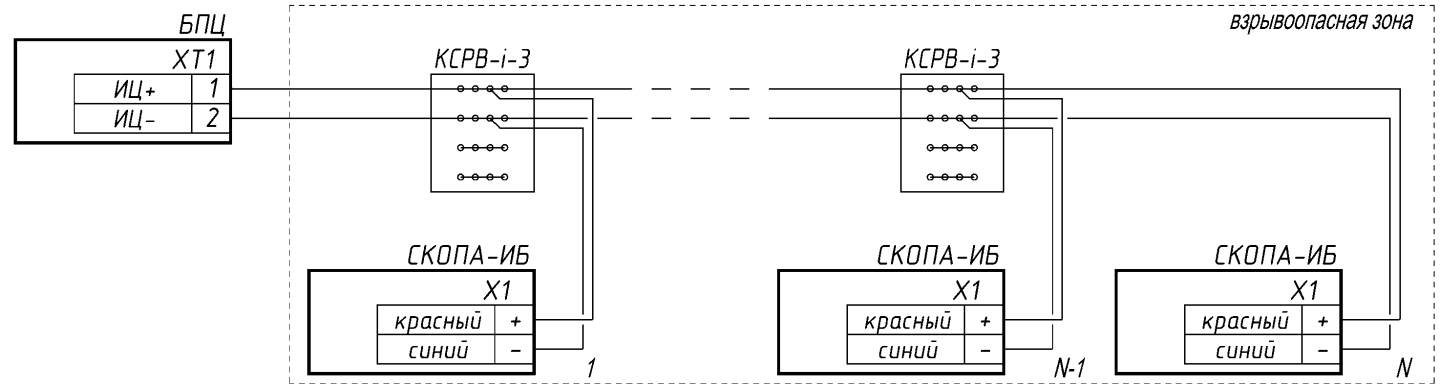 взрывоопасная зона
БПЦ
XT1
ИЦ+ 1
ИЦ- 2
КСРВ-i-3
КСРВ-i-3
СКОПА-ИБ
X1
красный +
синий -
1
СКОПА-ИБ
X1
красный +
синий -
N-1
СКОПА-ИБ
X1
красный +
синий -
N